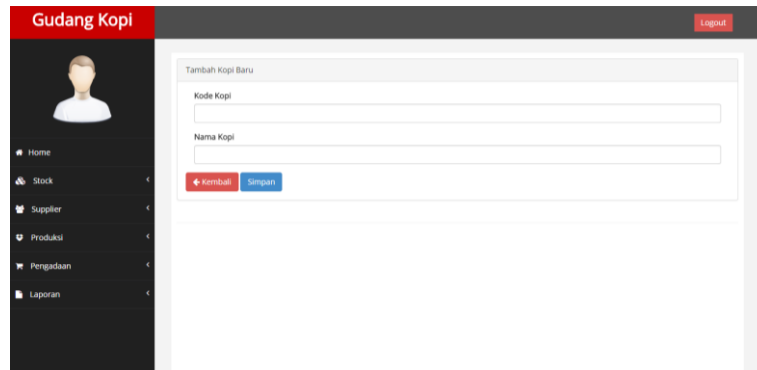 Gudang Kopi
Logout
Home
Stock
Supplier
Produksi
Pengadaan
Laporan
Tambah Kopi Baru
Kode Kopi
Nama Kopi
Kembali
Simpan